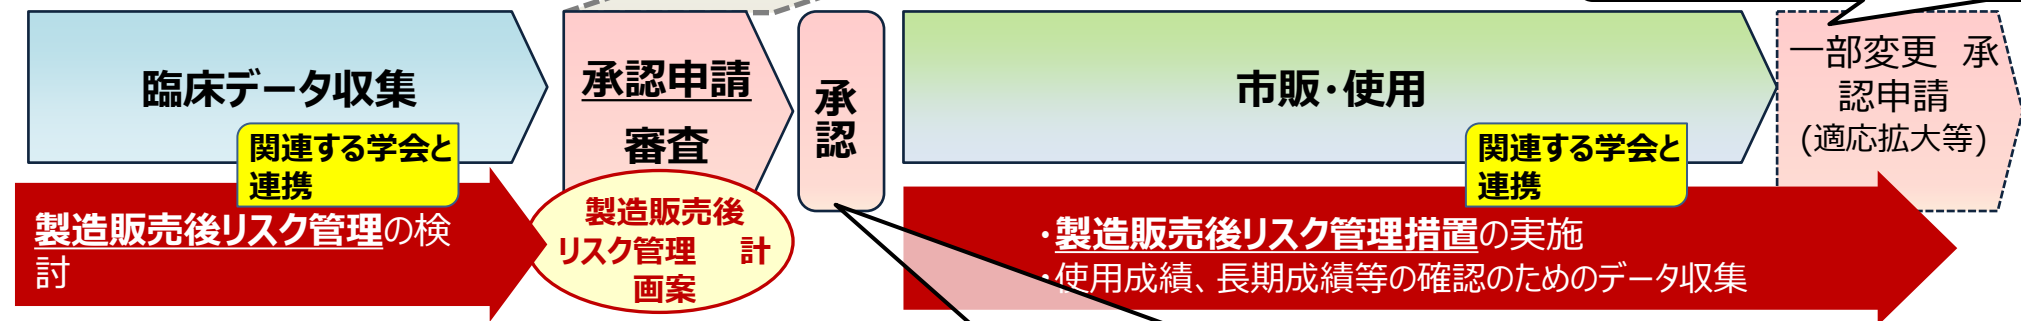 臨床データ収集
関連する学会と
連携
製造販売後リスク管理の検
討
承認申請
審査
製造販売後
リスク管理 計
画案
承
認
市販・使用
関連する学会と
連携
・製造販売後リスク管理措置の実施
・使用成績、長期成績等の確認のためのデータ収集
一部変更 承
認申請
(適応拡大等)